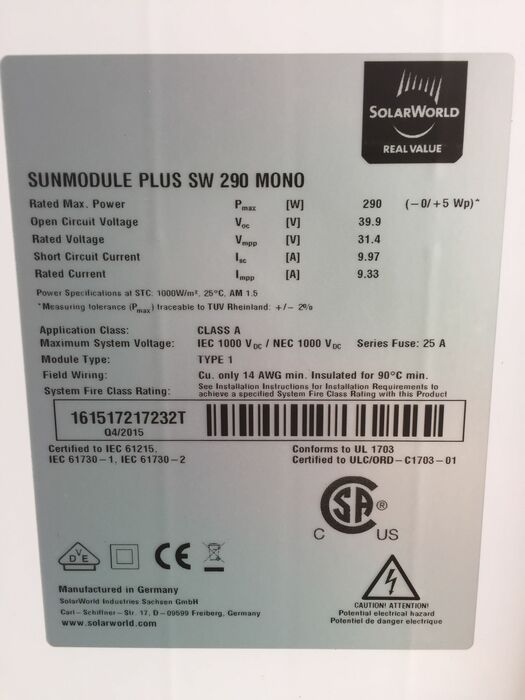 SOLARWORLD
REAL VALUE
SUNMODULE PLUS SW 290 MONO
Rated Max. Power Pmax [W] 290 (−0/+5 Wp)*
Open Circuit Voltage Voc [V] 39.9
Rated Voltage Vmpp [V] 31.4
Short Circuit Current Isc [A] 9.97
Rated Current Impp [A] 9.33
Power Specifications at STC: 1000W/m², 25°C, AM 1.5
*Measuring tolerance (Pmax) traceable to TUV Rheinland: +/− 2%
Application Class: CLASS A
Maximum System Voltage: IEC 1000 VDC / NEC 1000 VDC Series Fuse: 25 A
Module Type: TYPE 1
Field Wiring: Cu. only 14 AWG min. Insulated for 90°C min.
System Fire Class Rating: See Installation Instructions for Installation Requirements to
achieve a specified System Fire Class Rating with this Product
161517217232T
Q4/2015
Certified to IEC 61215, Conforms to UL 1703
IEC 61730−1, IEC 61730−2 Certified to ULC/ORD−C1703−01
SA ®
C US
DVE CE
Manufactured in Germany
SolarWorld Industries Sachsen GmbH
Carl−Schiffner−Str. 17, D−09599 Freiberg, Germany
www.solarworld.com
CAUTION! ATTENTION!
Potential electrical hazard
Potentiel de danger electrique